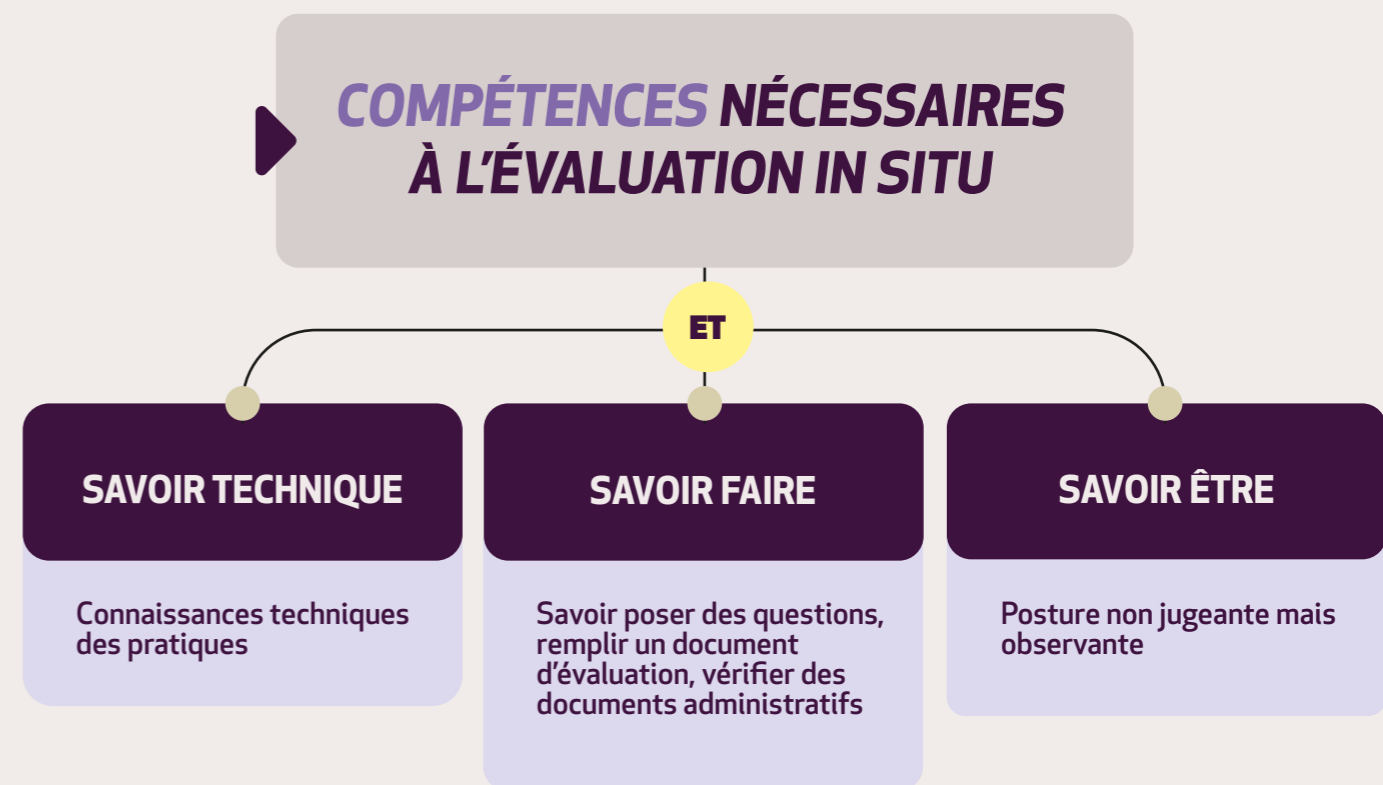 COMPÉTENCES NÉCESSAIRES
À L'ÉVALUATION IN SITU
ET
SAVOIR TECHNIQUE
Connaissances techniques
des pratiques
SAVOIR FAIRE
Savoir poser des questions,
remplir un document
d'évaluation, vérifier des
documents administratifs
SAVOIR ÊTRE
Posture non jugeante mais
observante